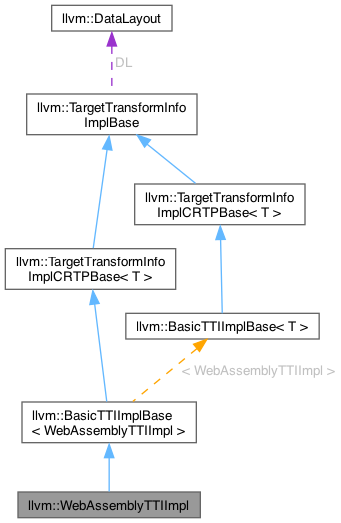 llvm::DataLayout
DL
llvm::TargetTransformInfo
ImplBase
llvm::TargetTransformInfo
ImplCRTPBase< T >
llvm::TargetTransformInfo
ImplCRTPBase< T >
llvm::BasicTTIImplBase< T >
< WebAssemblyTTIImpl >
llvm::BasicTTIImplBase
< WebAssemblyTTIImpl >
llvm::WebAssemblyTTIImpl